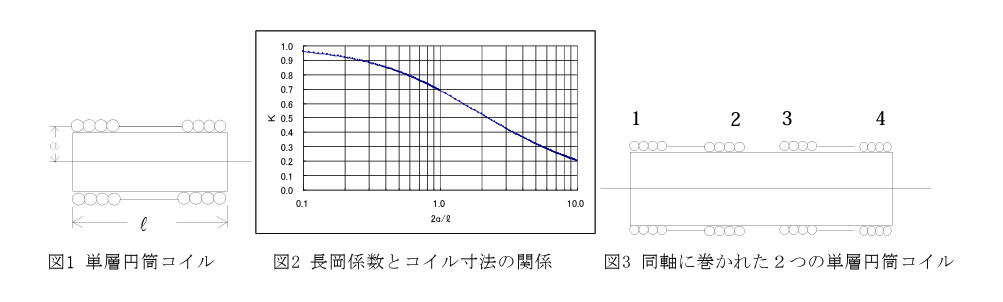 a
ℓ
図1 単層円筒コイル
K
1.0
0.9
0.8
0.7
0.6
0.5
0.4
0.3
0.2
0.1
0.0
0.1 1.0 10.0
2a/ℓ
図2 長岡係数とコイル寸法の関係
1 2 3 4
図3 同軸に巻かれた２つの単層円筒コイル